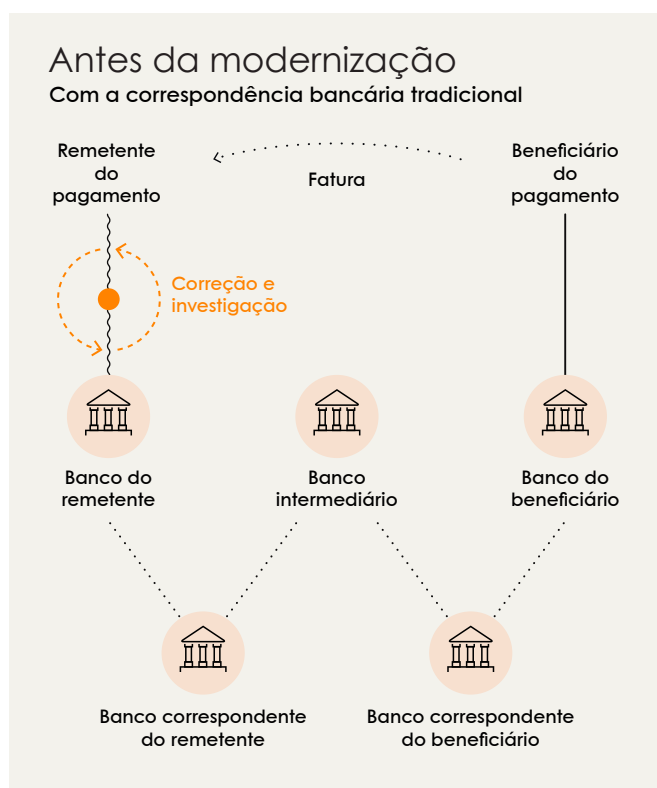 Antes da modernização
Com a correspondência bancária tradicional
Remetente
do
pagamento
Fatura
Beneficiário
do
pagamento
Correção e
investigação
Banco do
remetente
Banco
intermediário
Banco do
beneficiário
Banco correspondente
do remetente
Banco correspondente
do beneficiário